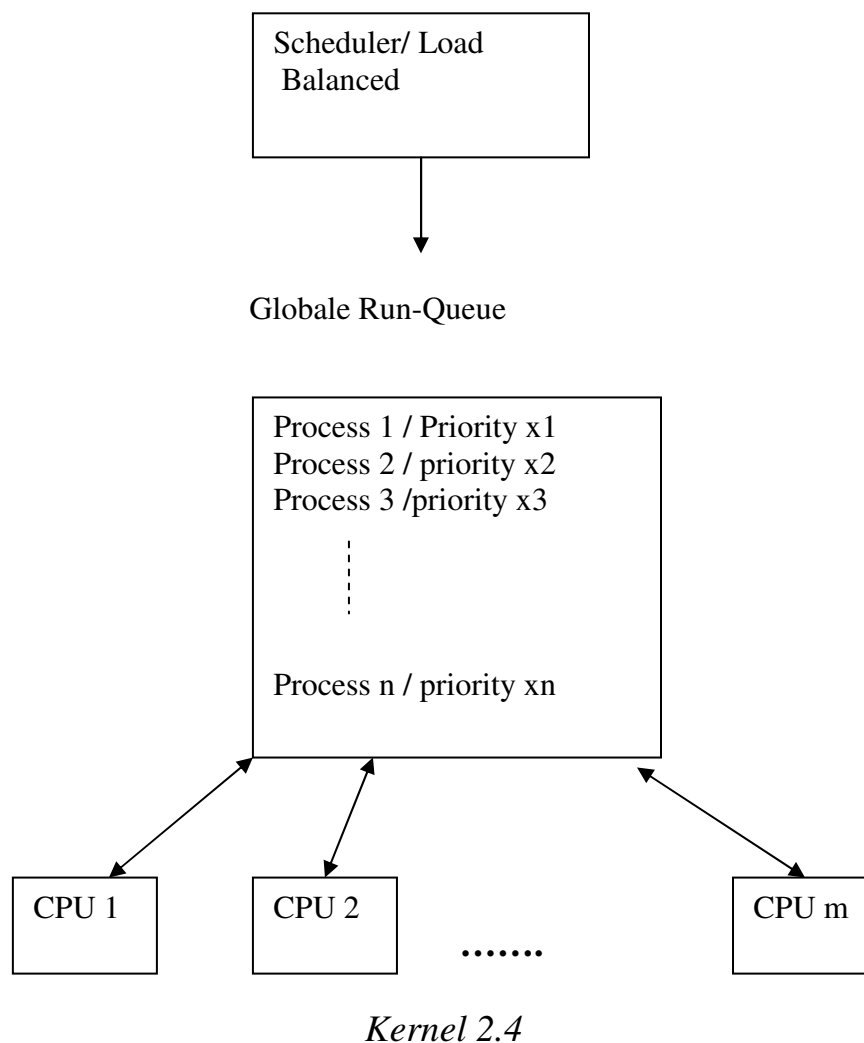 Scheduler/ Load
Balanced
Globale Run-Queue
Process 1 / Priority x1
Process 2 / priority x2
Process 3 /priority x3
Process n / priority xn
CPU 1
CPU 2
.......
CPU m
Kernel 2.4